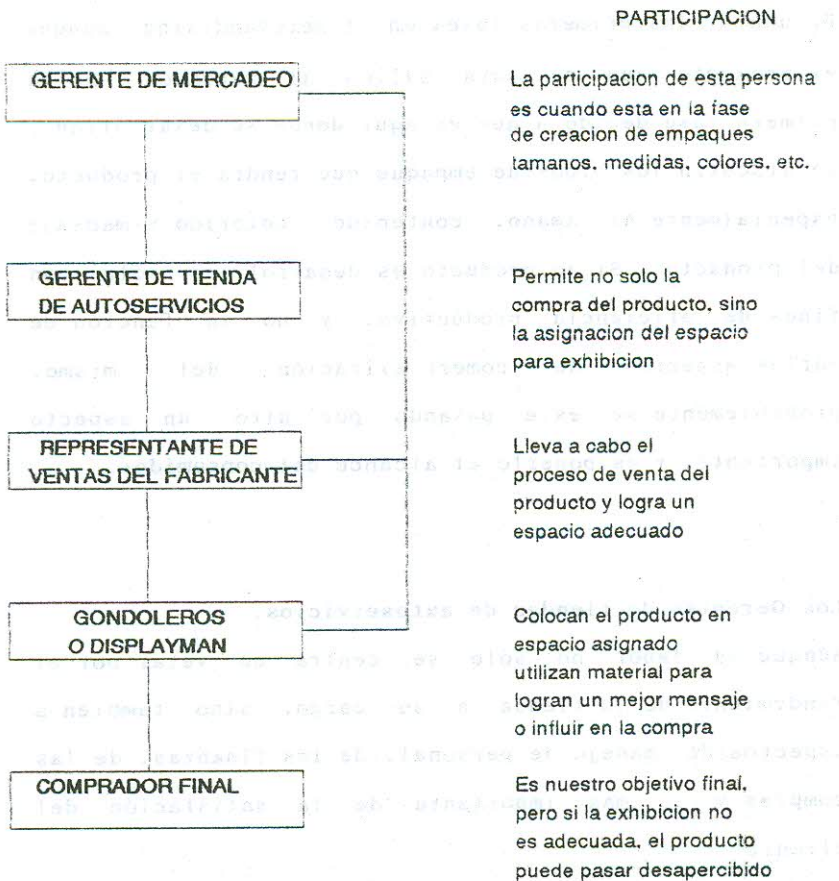 PARTICIPACION
GERENTE DE MERCADEO
La participacion de esta persona
es cuando esta en la fase
de creacion de empaques
tamanos. medidas. colores. etc.
GERENTE DE TIENDA
DE AUTOSERVICIOS
Permite no solo la
compra del producto. sino
la asignacion del espacio
para exhibicion
REPRESENTANTE DE
VENTAS DEL FABRICANTE
Lleva a cabo el
proceso de venta del
producto y logra un
espacio adecuado
GONDOLEROS
O DISPLAYMAN
Colocan el producto en
espacio asignado
utilizan material para
logran un mejor mensaje
o influir en la compra
COMPRADOR FINAL
Es nuestro objetivo final,
pero si la exhibicion no
es adecuada, el producto
puede pasar desapercibido